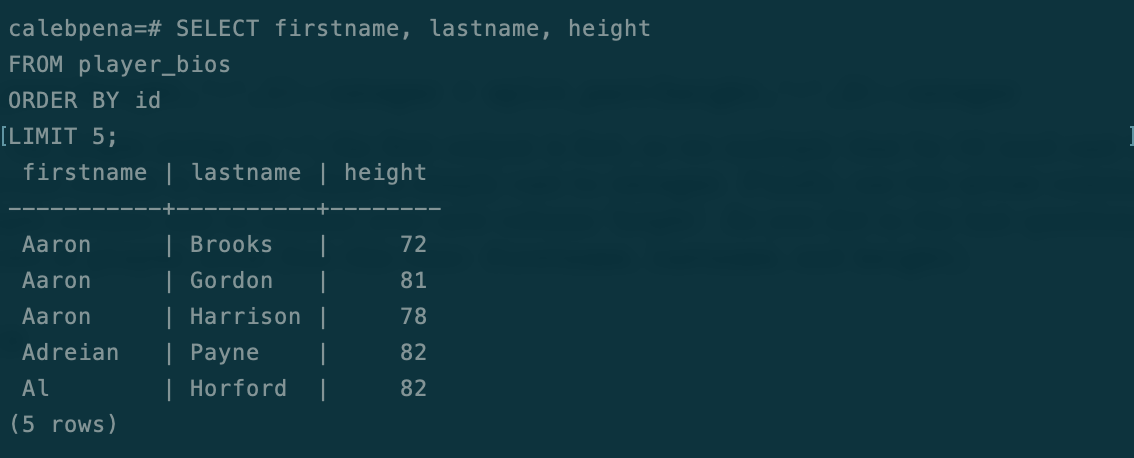 calebpena=# SELECT firstname, lastname, height
FROM player_bios
ORDER BY id
[LIMIT 5; ]
 firstname | lastname | height
-----------+----------+--------
 Aaron     | Brooks   |     72
 Aaron     | Gordon   |     81
 Aaron     | Harrison |     78
 Adreian   | Payne    |     82
 Al        | Horford  |     82
(5 rows)